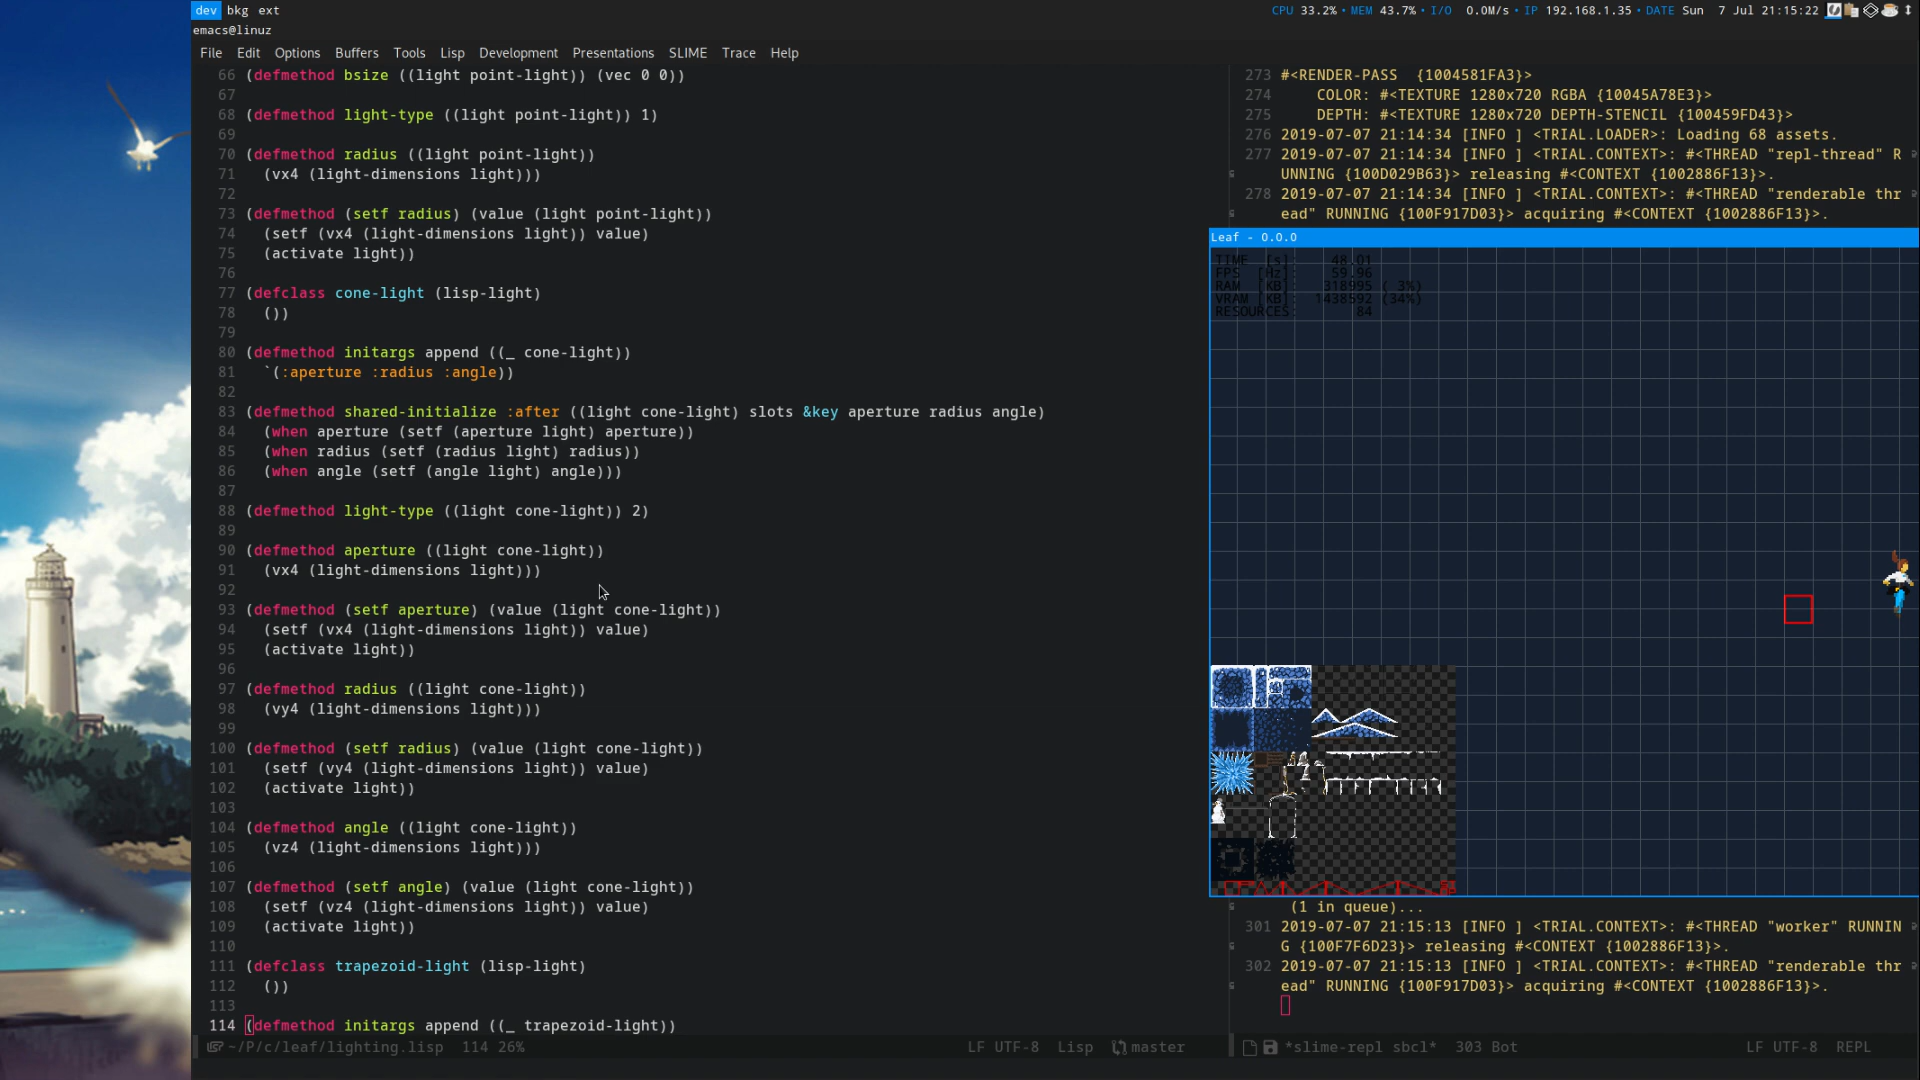 dev bkg ext
CPU 33.2% • MEM 43.7% • I/O 0.0M/s • IP 192.168.1.35 • DATE Sun 7 Jul 21:15:22
emacs@linuz
File Edit Options Buffers Tools Lisp Development Presentations SLIME Trace Help
66 (defmethod bsize ((light point-light)) (vec 0 0))
67
68 (defmethod light-type ((light point-light)) 1)
69
70 (defmethod radius ((light point-light))
71 (vx4 (light-dimensions light)))
72
73 (defmethod (setf radius) (value (light point-light))
74 (setf (vx4 (light-dimensions light)) value)
75 (activate light))
76
77 (defclass cone-light (lisp-light)
78 ())
79
80 (defmethod initargs append ((_ cone-light))
81 `(:aperture :radius :angle))
82
83 (defmethod shared-initialize :after ((light cone-light) slots &key aperture radius angle)
84 (when aperture (setf (aperture light) aperture))
85 (when radius (setf (radius light) radius))
86 (when angle (setf (angle light) angle)))
87
88 (defmethod light-type ((light cone-light)) 2)
89
90 (defmethod aperture ((light cone-light))
91 (vx4 (light-dimensions light)))
92
93 (defmethod (setf aperture) (value (light cone-light))
94 (setf (vx4 (light-dimensions light)) value)
95 (activate light))
96
97 (defmethod radius ((light cone-light))
98 (vy4 (light-dimensions light)))
99
100 (defmethod (setf radius) (value (light cone-light))
101 (setf (vy4 (light-dimensions light)) value)
102 (activate light))
103
104 (defmethod angle ((light cone-light))
105 (vz4 (light-dimensions light)))
106
107 (defmethod (setf angle) (value (light cone-light))
108 (setf (vz4 (light-dimensions light)) value)
109 (activate light))
110
111 (defclass trapezoid-light (lisp-light)
112 ())
113
114 (defmethod initargs append ((_ trapezoid-light))
~/P/c/leaf/lighting.lisp 114 26% LF UTF-8 Lisp master
273 #<RENDER-PASS {1004581FA3}>
274 COLOR: #<TEXTURE 1280x720 RGBA {10045A78E3}>
275 DEPTH: #<TEXTURE 1280x720 DEPTH-STENCIL {100459FD43}>
276 2019-07-07 21:14:34 [INFO ] <TRIAL.LOADER>: Loading 68 assets.
277 2019-07-07 21:14:34 [INFO ] <TRIAL.CONTEXT>: #<THREAD "repl-thread" R
UNNING {100D029B63}> releasing #<CONTEXT {1002886F13}>.
278 2019-07-07 21:14:34 [INFO ] <TRIAL.CONTEXT>: #<THREAD "renderable thr
ead" RUNNING {100F917D03}> acquiring #<CONTEXT {1002886F13}>.
Leaf - 0.0.0
TIME [s]: 48.01
FPS [Hz]: 59.96
RAM [KB]: 318995 ( 3%)
VRAM [KB]: 1438592 (34%)
RESOURCES: 84
(1 in queue)...
301 2019-07-07 21:15:13 [INFO ] <TRIAL.CONTEXT>: #<THREAD "worker" RUNNIN
G {100F7F6D23}> releasing #<CONTEXT {1002886F13}>.
302 2019-07-07 21:15:13 [INFO ] <TRIAL.CONTEXT>: #<THREAD "renderable thr
ead" RUNNING {100F917D03}> acquiring #<CONTEXT {1002886F13}>.
*slime-repl sbcl* 303 Bot LF UTF-8 REPL